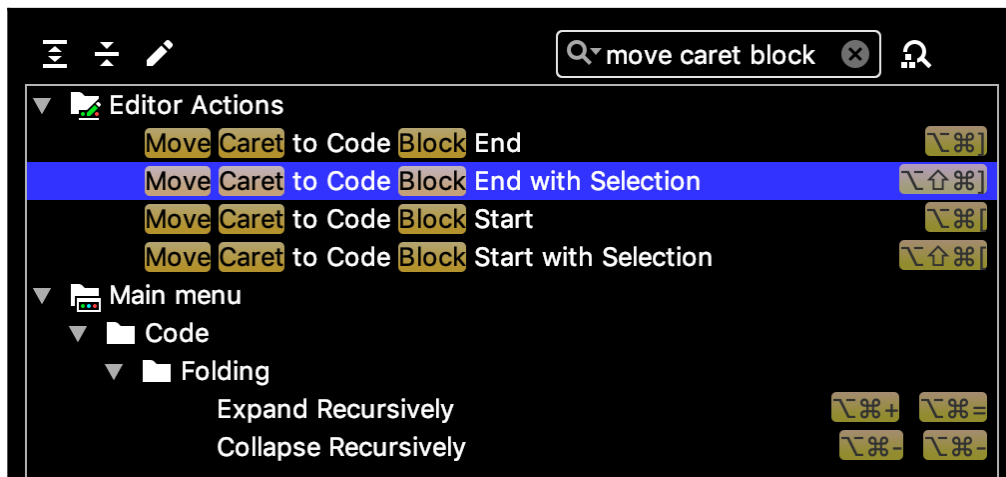 move caret block
Editor Actions
Move Caret to Code Block End ⌥⌘]
Move Caret to Code Block End with Selection ⌥⇧⌘]
Move Caret to Code Block Start ⌥⌘[
Move Caret to Code Block Start with Selection ⌥⇧⌘[
Main menu
Code
Folding
Expand Recursively ⌥⌘+ ⌥⌘=
Collapse Recursively ⌥⌘- ⌥⌘-